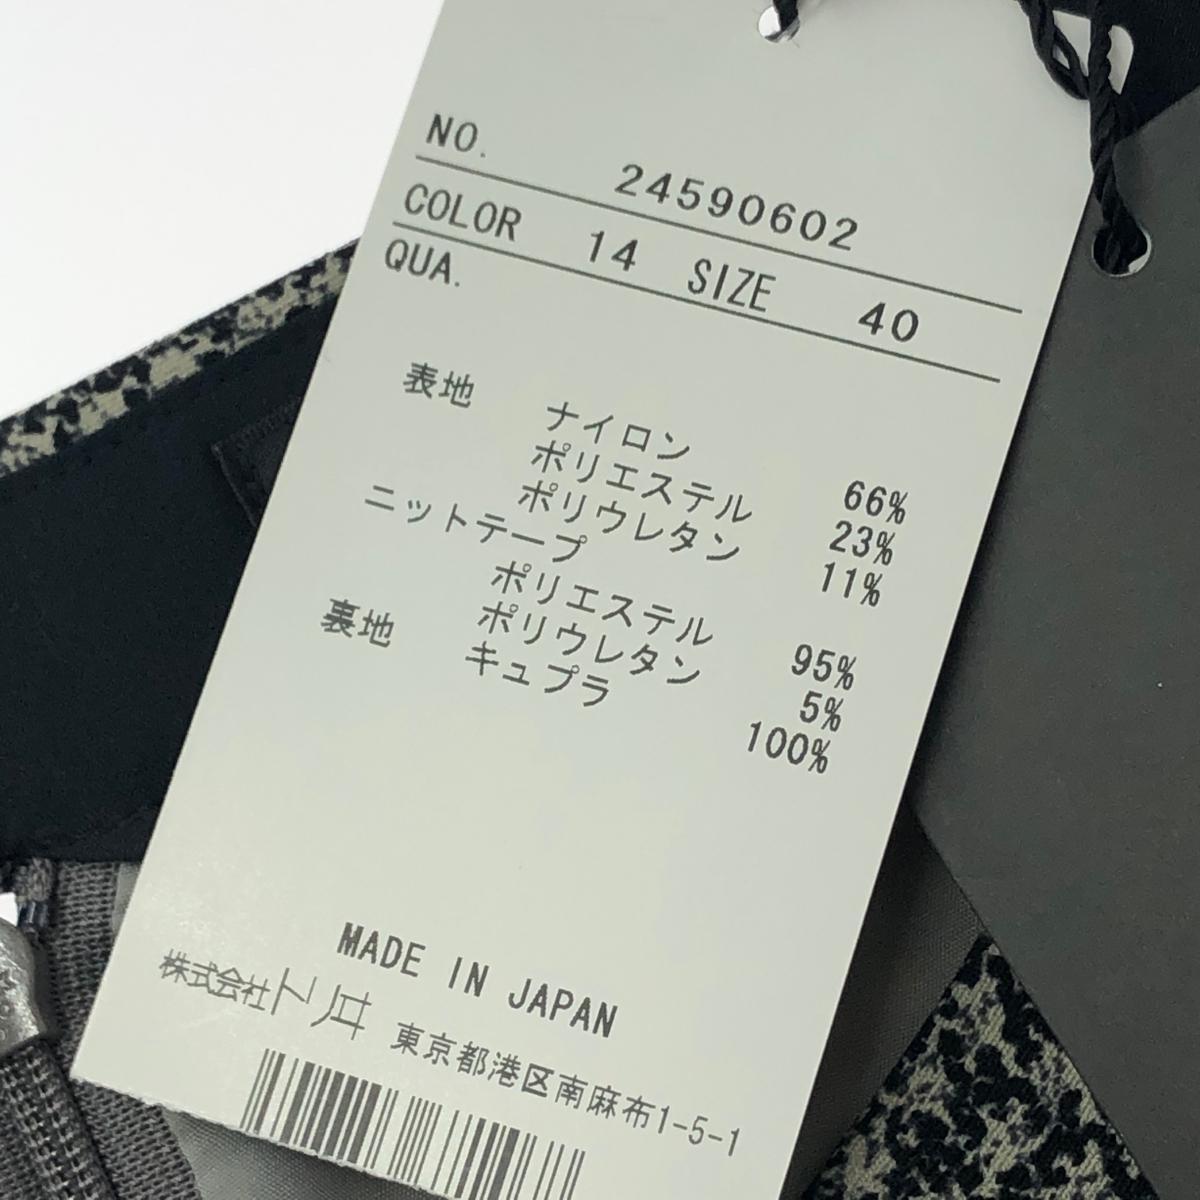 NO. 24590602
COLOR 14 SIZE 40
QUA.
表地 ナイロン 66%
ポリエステル 23%
ポリウレタン 11%
ニットテープ
ポリエステル 95%
ポリウレタン 5%
裏地 キュプラ 100%
MADE IN JAPAN
株式会社トリエ 東京都港区南麻布1-5-1